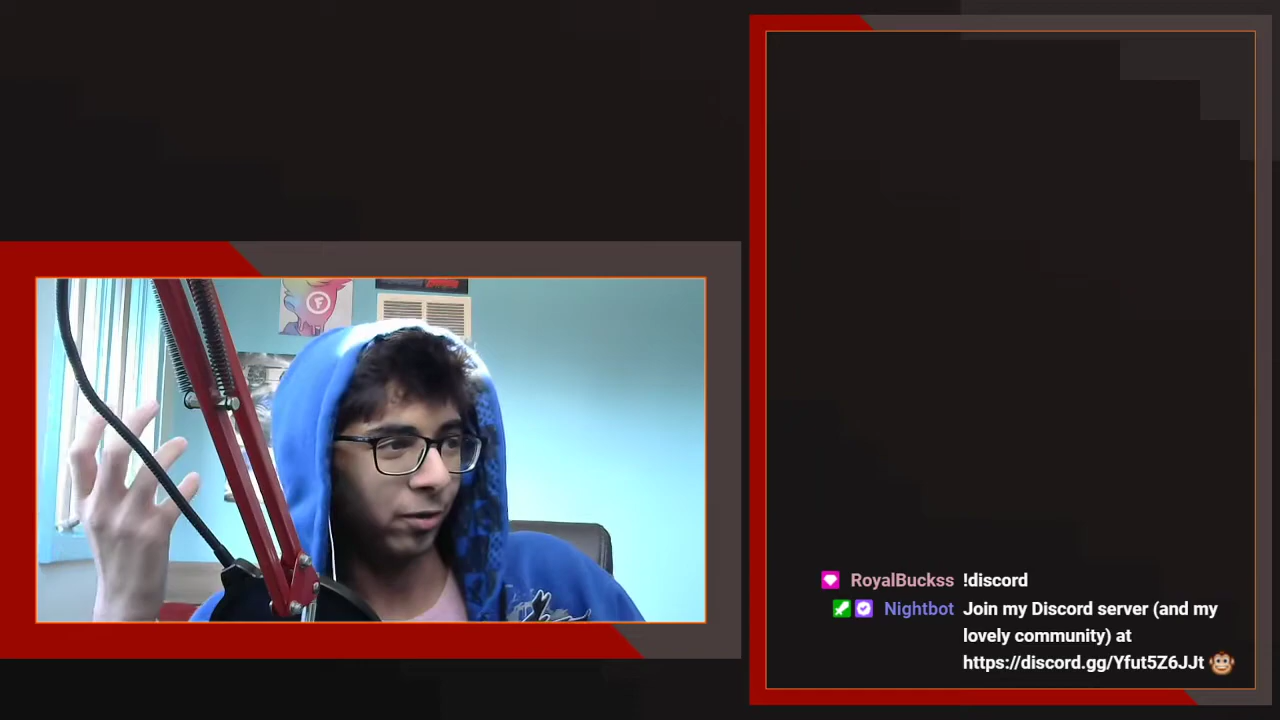 F
RoyalBuckss !discord
Nightbot Join my Discord server (and my
lovely community) at
https://discord.gg/Yfut5Z6JJt